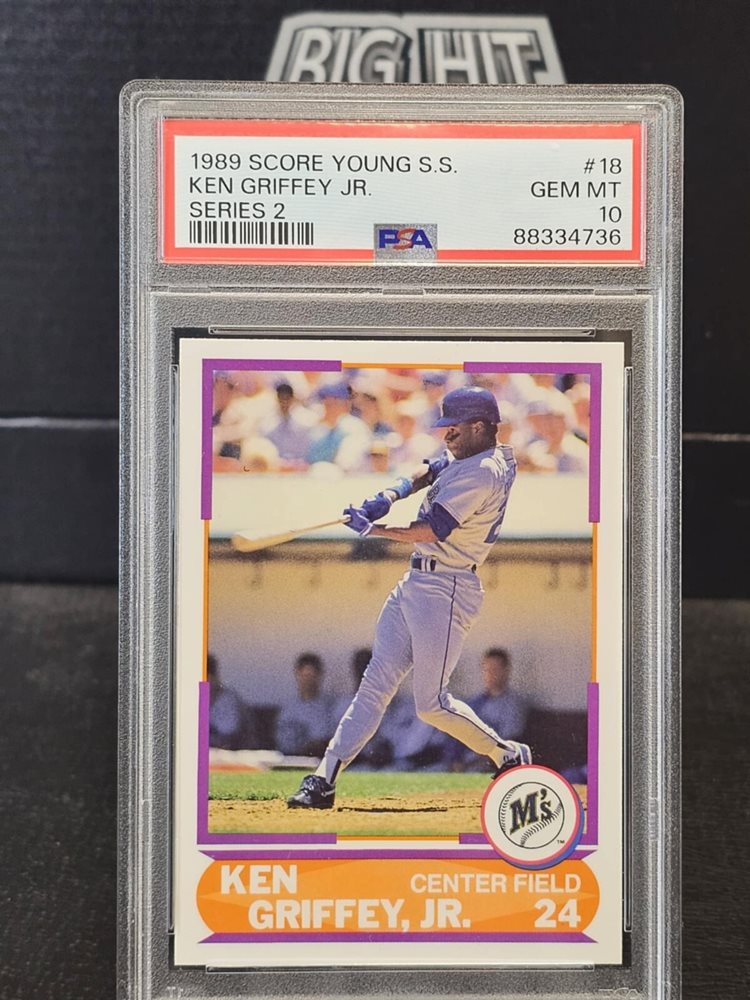 BIG HIT
1989 SCORE YOUNG S.S. #18
KEN GRIFFEY JR. GEM MT
SERIES 2 10
PSA 88334736
M's
TM
KEN CENTER FIELD
GRIFFEY, JR. 24